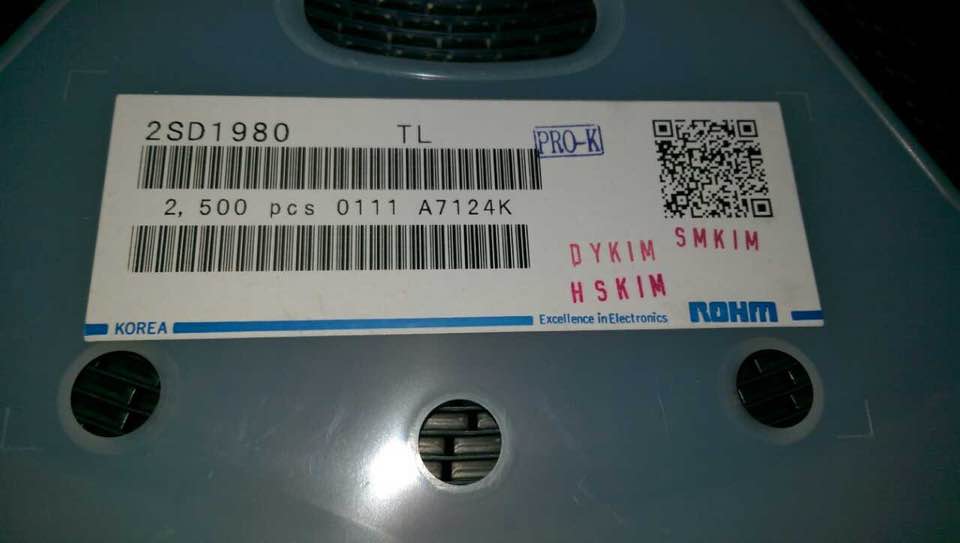 2SD1980 TL
PRO-K
2,500 pcs 0111 A7124K
SMKIM
DYKIM
HSKIM
KOREA Excellence in Electronics ROHM